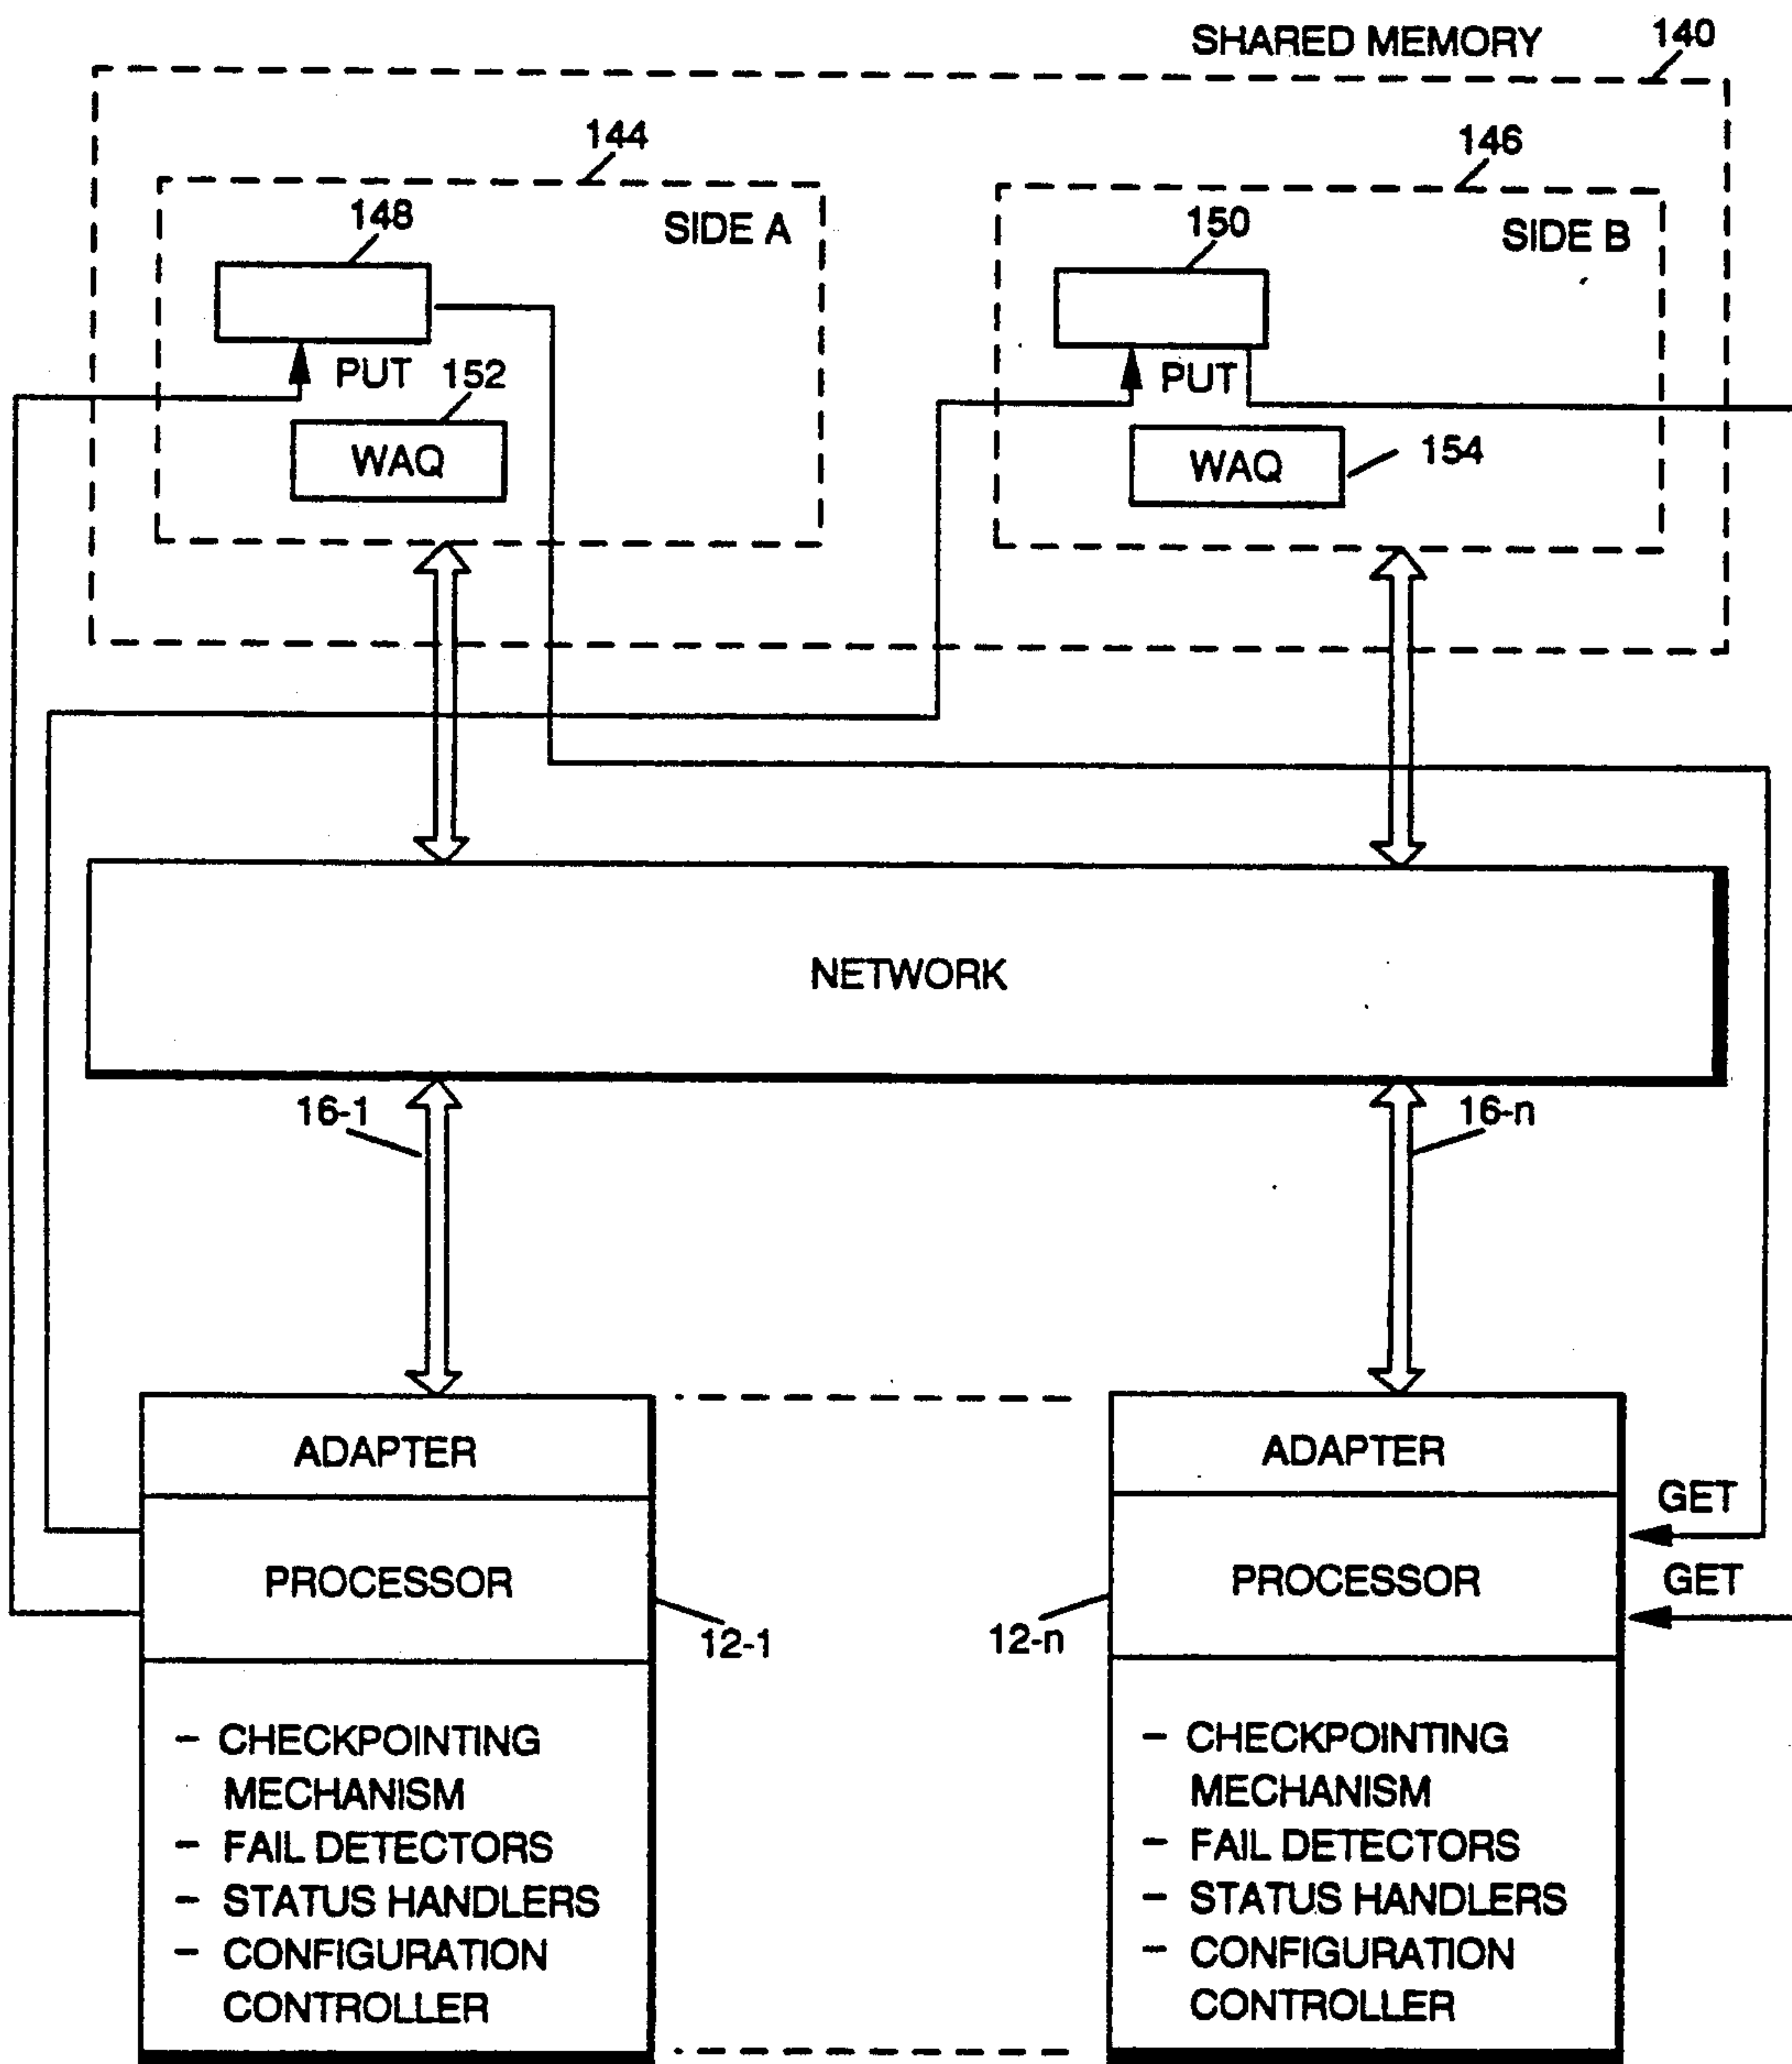 SHARED MEMORY 140
144
146
148
SIDE A
150
SIDE B
PUT 152
PUT
WAQ
WAQ
154
NETWORK
16-1
16-n
ADAPTER
ADAPTER
GET
PROCESSOR
PROCESSOR
GET
12-1
12-n
- CHECKPOINTING
MECHANISM
- FAIL DETECTORS
- STATUS HANDLERS
- CONFIGURATION
CONTROLLER
- CHECKPOINTING
MECHANISM
- FAIL DETECTORS
- STATUS HANDLERS
- CONFIGURATION
CONTROLLER